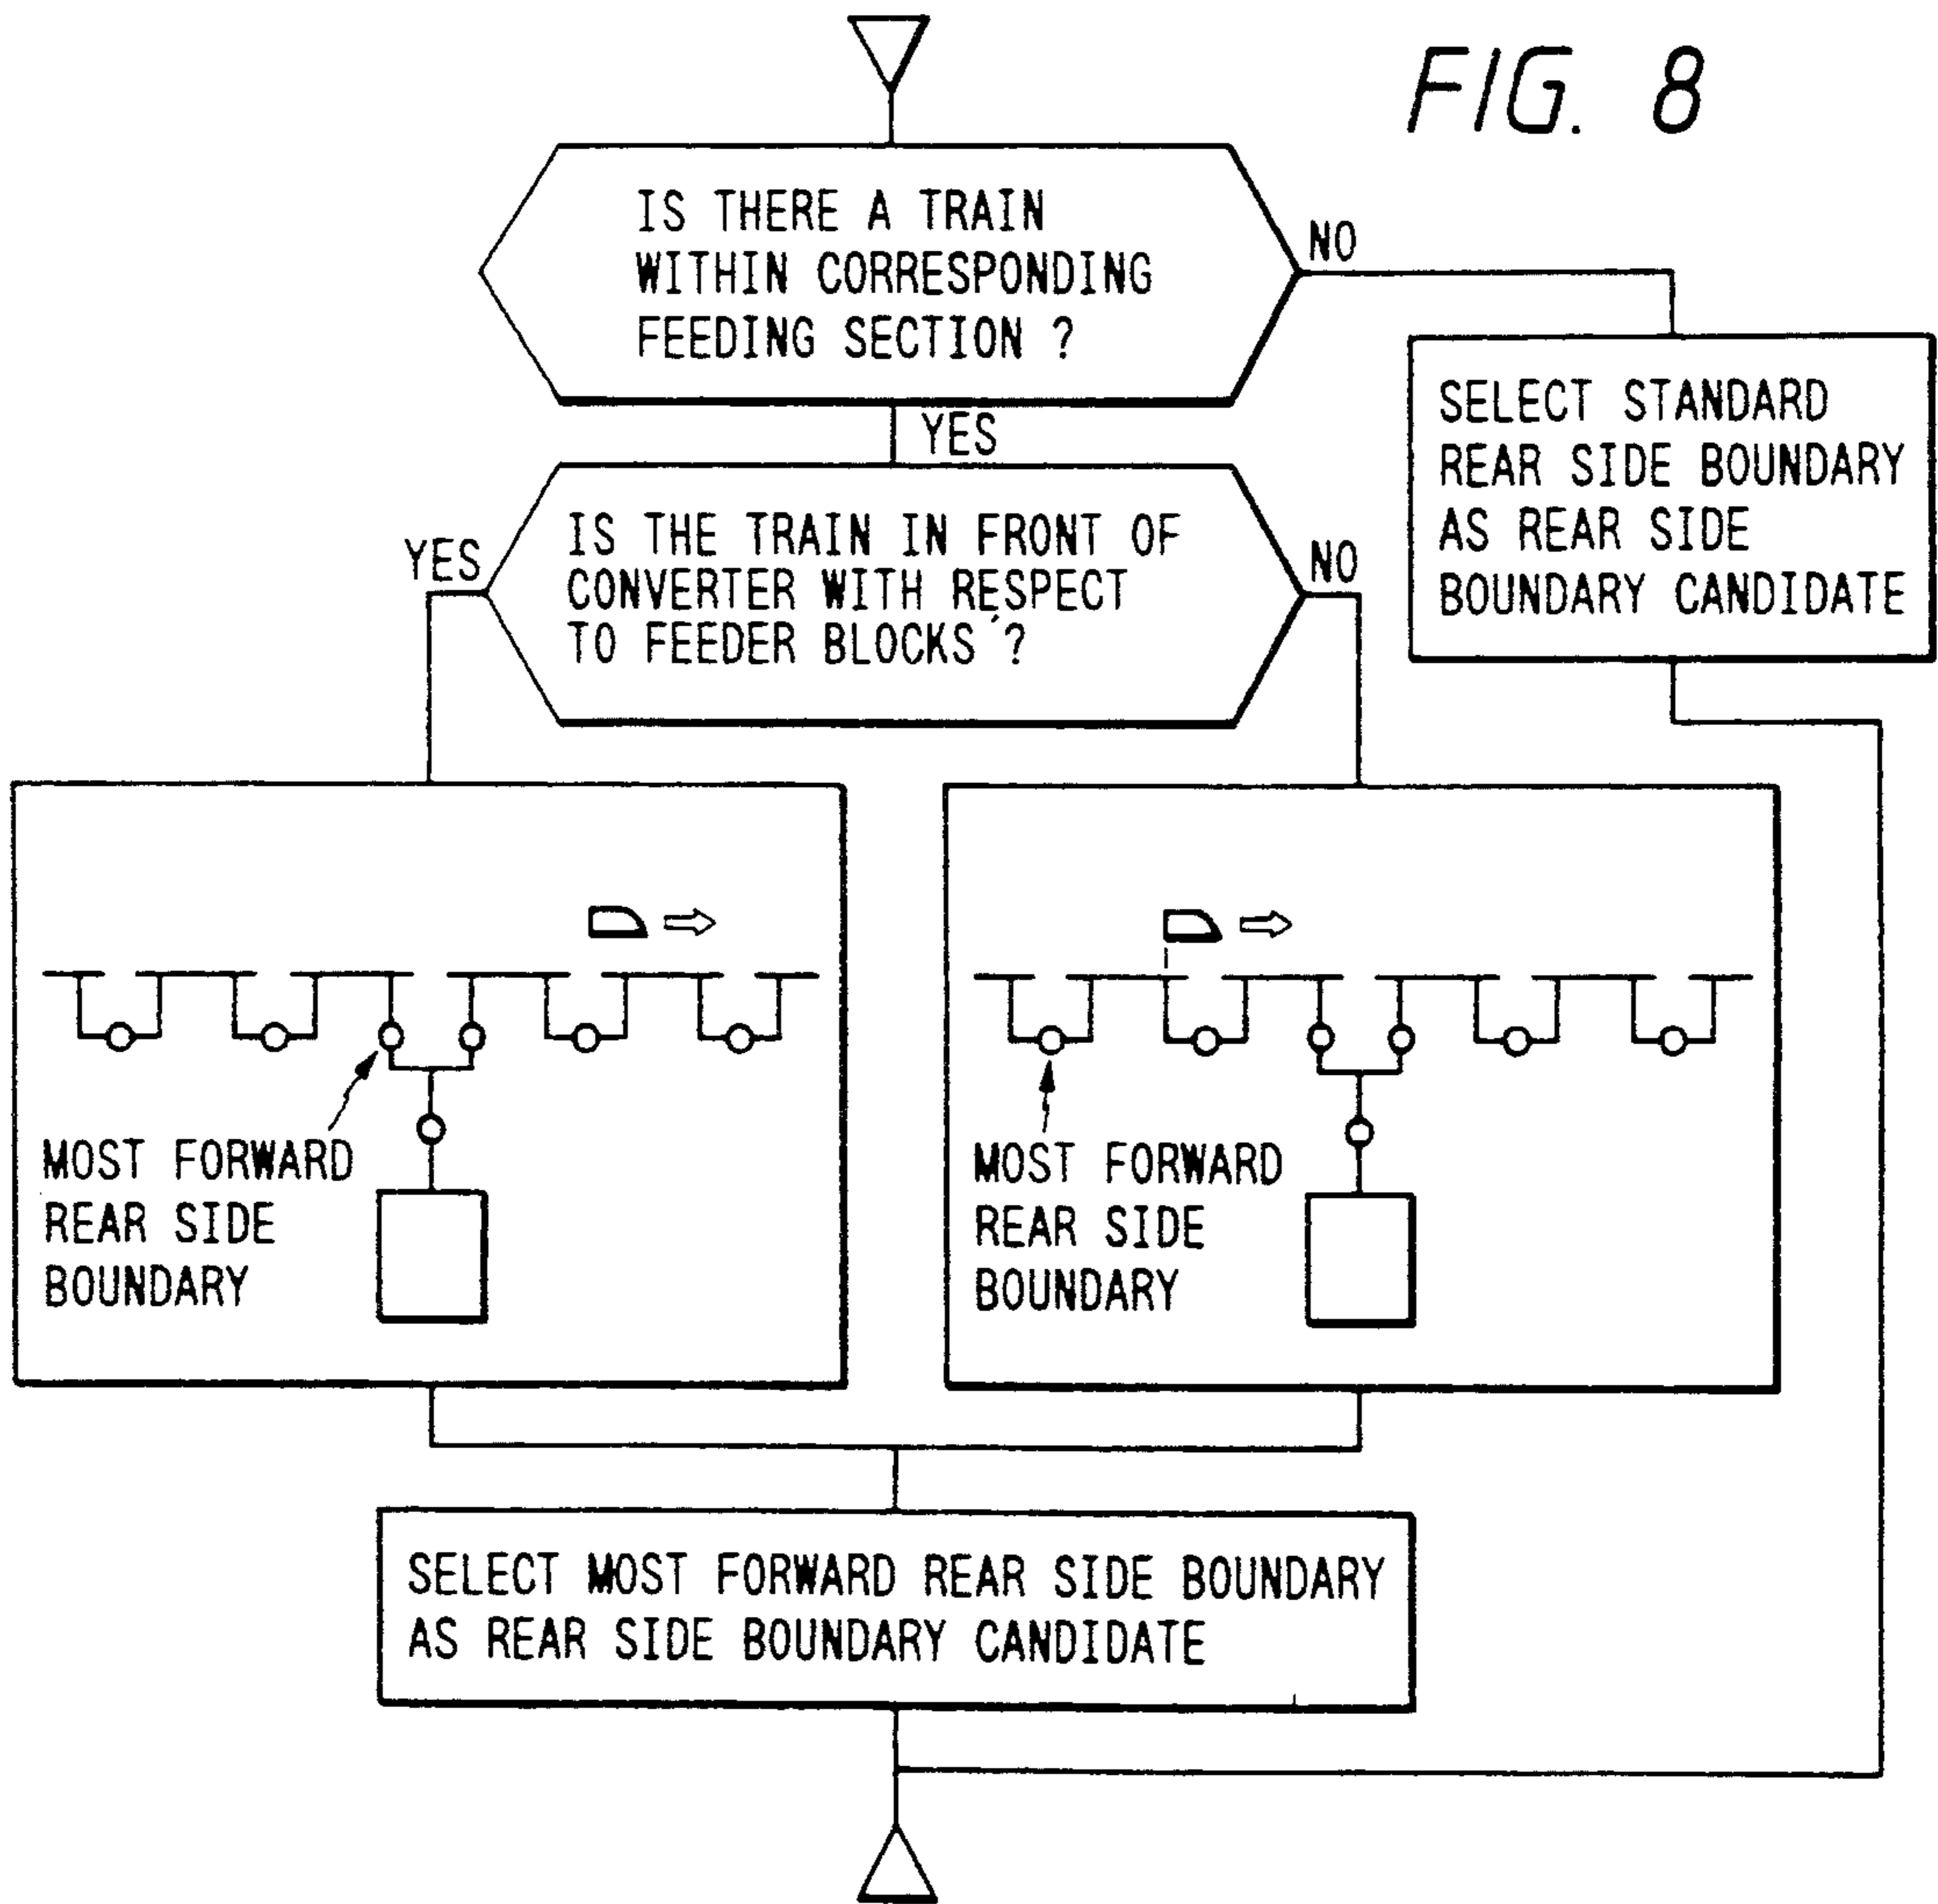 FIG. 8
IS THERE A TRAIN
WITHIN CORRESPONDING
FEEDING SECTION ?
NO
YES
SELECT STANDARD
REAR SIDE BOUNDARY
AS REAR SIDE
BOUNDARY CANDIDATE
YES
IS THE TRAIN IN FRONT OF
CONVERTER WITH RESPECT
TO FEEDER BLOCKS ?
NO
MOST FORWARD
REAR SIDE
BOUNDARY
MOST FORWARD
REAR SIDE
BOUNDARY
SELECT MOST FORWARD REAR SIDE BOUNDARY
AS REAR SIDE BOUNDARY CANDIDATE